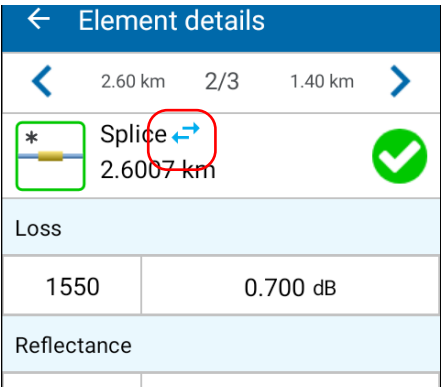 Element details
2.60 km 2/3 1.40 km
*
Splice
2.6007 km
Loss
1550 0.700 dB
Reflectance